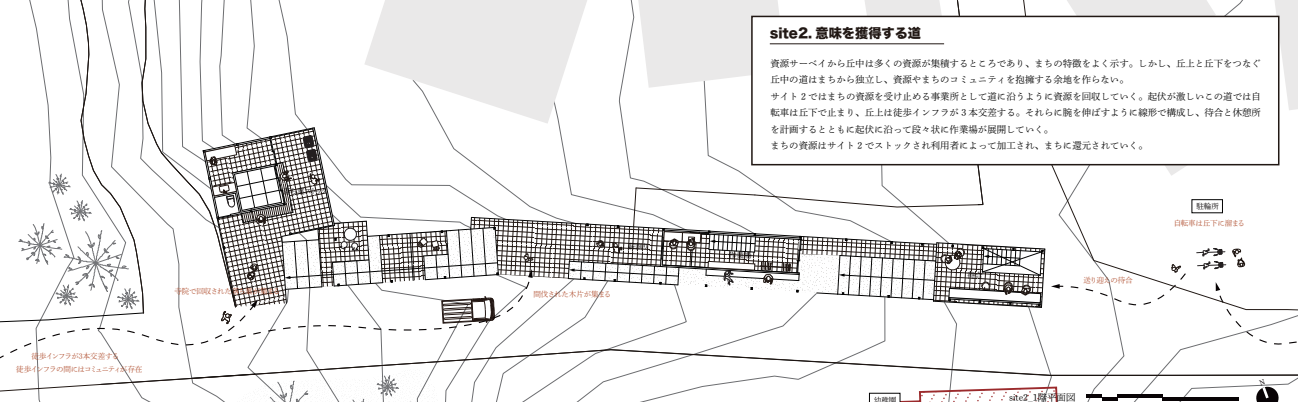 site2. 意味を獲得する道
資源サーベイから丘中は多くの資源が集積するところであり、まちの特徴をよく示す。しかし、丘上と丘下をつなぐ
丘中の道はまちから独立し、資源やまちのコミュニティを抱擁する余地を作らない。
サイト2ではまちの資源を受け止める事業所として道に沿うように資源を回収していく。起伏が激しいこの道では自
転車は丘下で止まり、丘上は徒歩インフラが3本交差する。それらに腕を伸ばすように線形で構成し、待合と休憩所
を計画するとともに起伏に沿って段々状に作業場が展開していく。
まちの資源はサイト2でストックされ利用者によって加工され、まちに還元されていく。
駐輪所
自転車は丘下に溜まる
送り迎えの待合
寺院で回収された
間伐された木片が集まる
徒歩インフラが3本交差する
徒歩インフラの間にはコミュニティが存在
幼稚園
site2_1階平面図
N